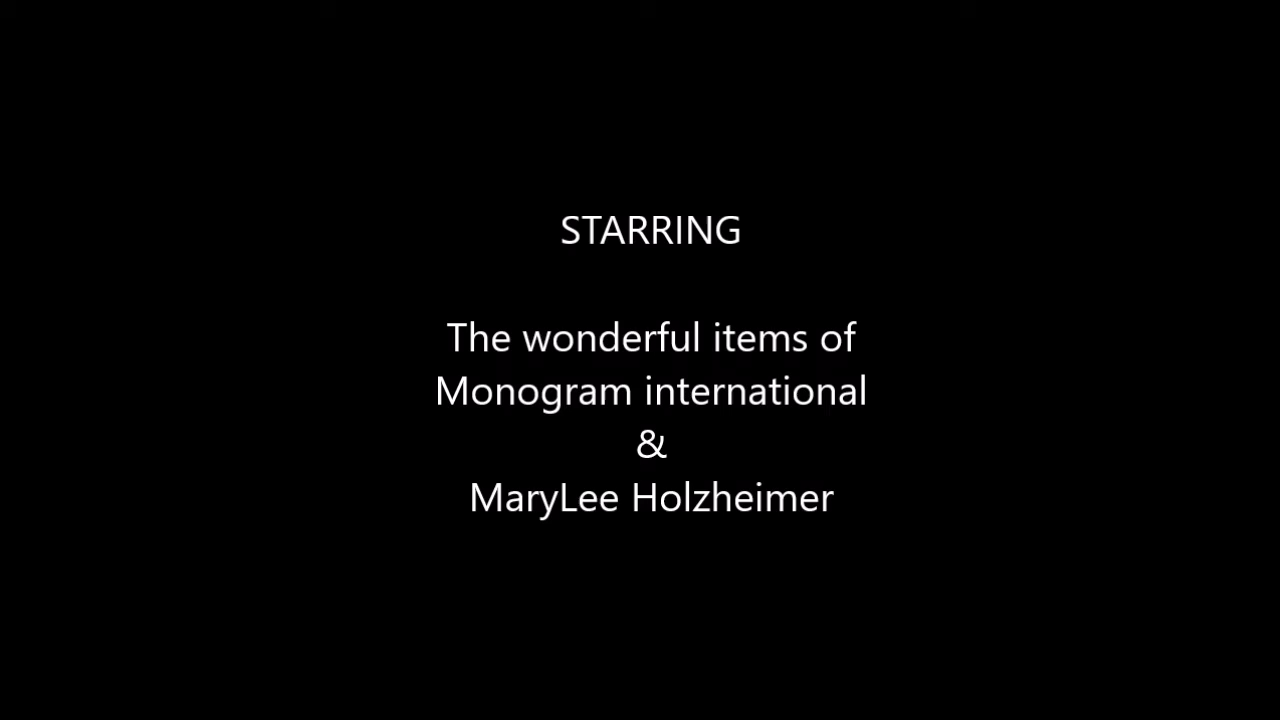 STARRING
The wonderful items of
Monogram international
&
MaryLee Holzheimer